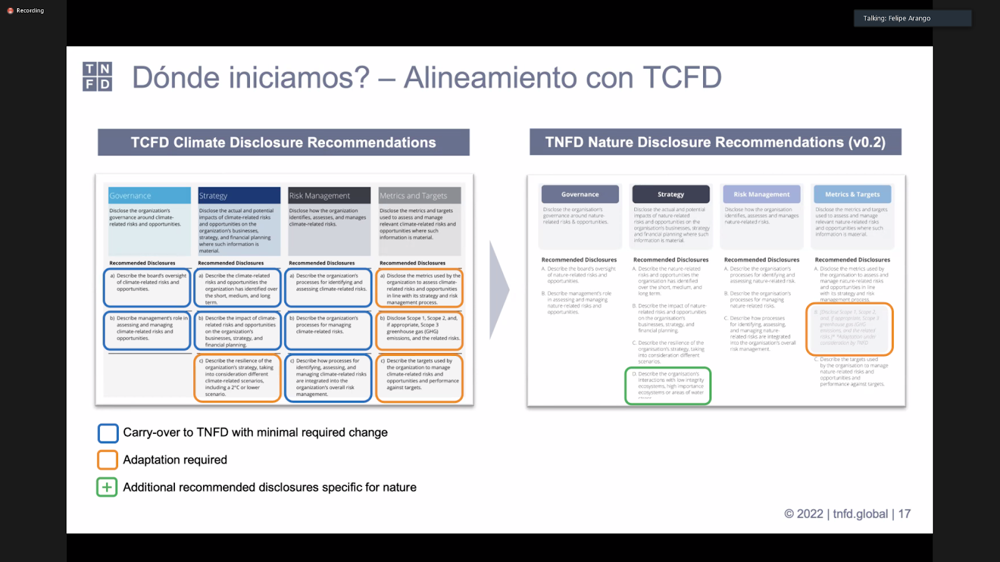 Recording
Talking: Felipe Arango
TN
FD
Dónde iniciamos? – Alineamiento con TCFD
TCFD Climate Disclosure Recommendations
Governance
Disclose the organization's
governance around climate-
related risks and opportunities.
Strategy
Disclose the actual and potential
impacts of climate-related risks
and opportunities on the
organization's businesses,
strategy, and financial planning
where such information is
material.
Risk Management
Disclose how the organization
identifies, assesses, and manages
climate-related risks.
Metrics and Targets
Disclose the metrics and targets
used to assess and manage
relevant climate-related risks and
opportunities where such
information is material.
Recommended Disclosures
a) Describe the board's oversight
of climate-related risks and
opportunities.
b) Describe management's role in
assessing and managing
climate-related risks and
opportunities.
Recommended Disclosures
a) Describe the climate-related
risks and opportunities the
organization has identified over
the short, medium, and long
term.
b) Describe the impact of climate-
related risks and opportunities
on the organization's
businesses, strategy, and
financial planning.
c) Describe the resilience of the
organization's strategy, taking
into consideration different
climate-related scenarios,
including a 2°C or lower
scenario.
Recommended Disclosures
a) Describe the organization's
processes for identifying and
assessing climate-related risks.
b) Describe the organization's
processes for managing
climate-related risks.
c) Describe how processes for
identifying, assessing, and
managing climate-related risks
are integrated into the
organization's overall risk
management.
Recommended Disclosures
a) Disclose the metrics used by the
organization to assess climate-
related risks and opportunities
in line with its strategy and risk
management process.
b) Disclose Scope 1, Scope 2, and,
if appropriate, Scope 3
greenhouse gas (GHG)
emissions, and the related risks.
c) Describe the targets used by
the organization to manage
climate-related risks and
opportunities and performance
against targets.
TNFD Nature Disclosure Recommendations (v0.2)
Governance
Disclose the organisation's
governance around nature-
related risks & opportunities.
Strategy
Disclose the actual and potential
impacts of nature-related
risks and opportunities on the
organisation's businesses, strategy
and financial planning where such
information is material.
Risk Management
Disclose how the organisation
identifies, assesses and manages
nature-related risks.
Metrics & Targets
Disclose the metrics and targets
used to assess and manage
relevant nature-related risks
and opportunities where such
information is material.
Recommended Disclosures
A. Describe the board's oversight
of nature-related risks and
opportunities.
B. Describe management's role
in assessing and managing
nature-related risks and
opportunities.
Recommended Disclosures
A. Describe the nature-related
risks and opportunities the
organisation has identified
over the short, medium, and
long term.
B. Describe the impact of nature-
related risks and opportunities
on the organisation's
businesses, strategy, and
financial planning.
C. Describe the resilience of the
organisation's strategy, taking
into consideration different
scenarios.
D. Describe the organisation's
interactions with low integrity
ecosystems, high importance
ecosystems or areas of water
Recommended Disclosures
A. Describe the organisation's
processes for identifying and
assessing nature-related risk.
B. Describe the organisation's
processes for managing
nature-related risks.
C. Describe how processes
for identifying, assessing,
and managing nature-
related risks are integrated
into the organisation's overall
risk management.
Recommended Disclosures
A. Disclose the metrics used by
the organisation to assess and
manage nature-related risks
and opportunities in line
with its strategy and risk
management process.
B. [Disclose Scope 1, Scope 2,
and, if appropriate, Scope 3
greenhouse gas (GHG)
emissions, and the related
risks.]* *Adaptation under
consideration by TNFD
C. Describe the targets used
by the organisation to manage
nature-related risks and
opportunities and
performance against targets.
Carry-over to TNFD with minimal required change
Adaptation required
+ Additional recommended disclosures specific for nature
© 2022 | tnfd.global | 17